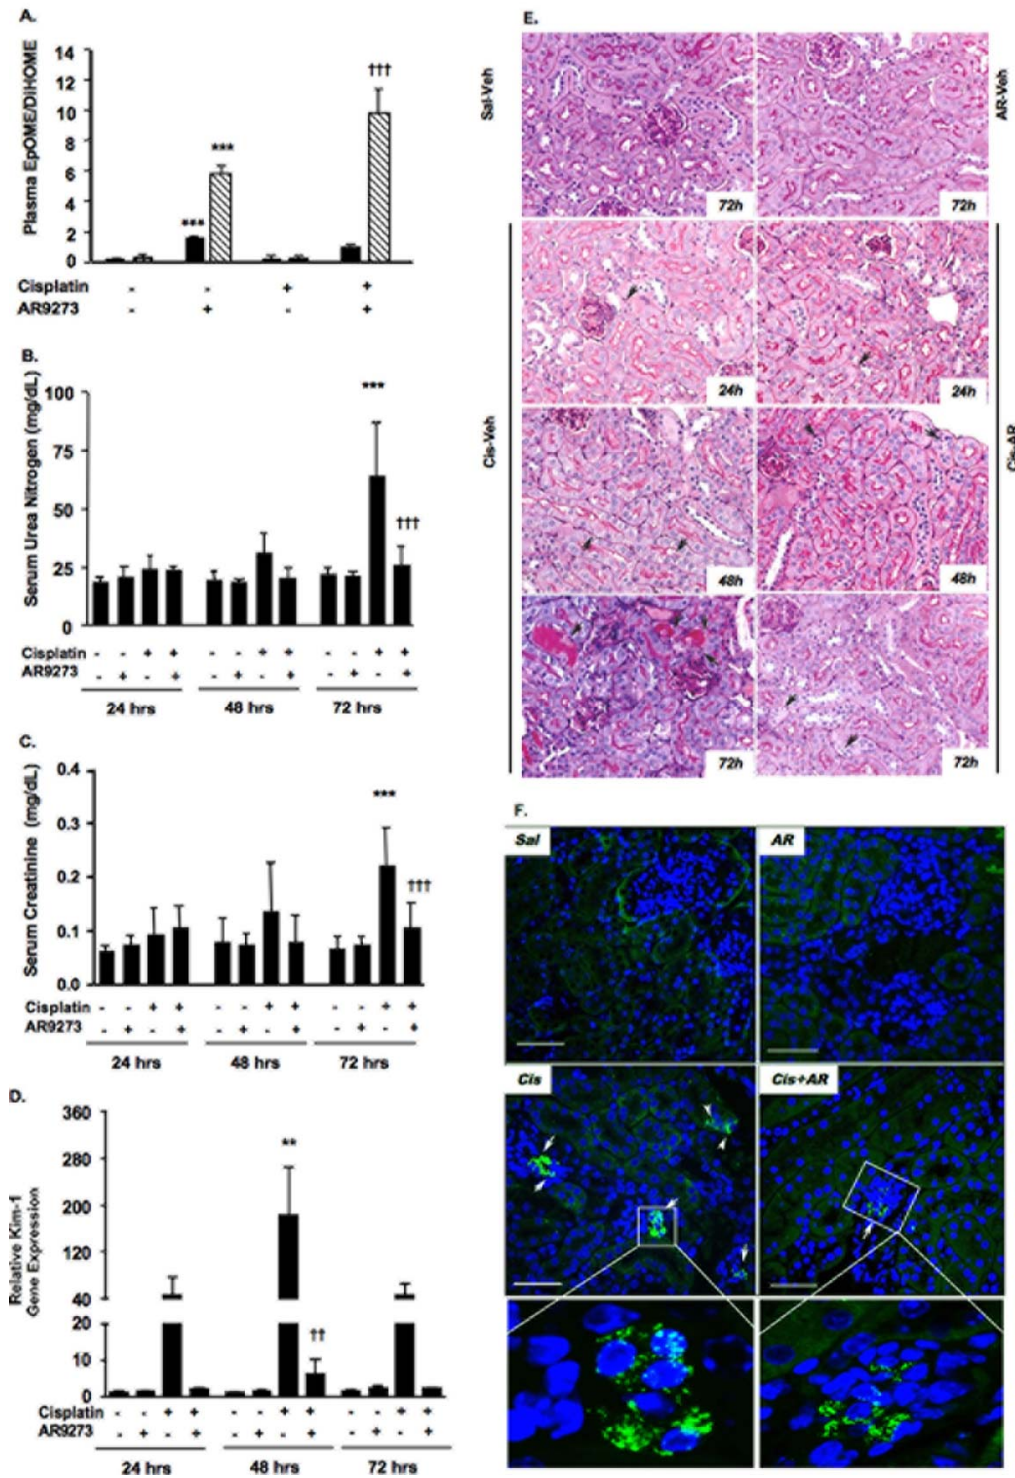 A.
Plasma EpOME/DiHOME
14
12
10
8
6
4
2
0
***
***
†††
Cisplatin - - + +
AR9273 - + - +
B.
Serum Urea Nitrogen (mg/dL)
100
75
50
25
0
***
†††
Cisplatin - - + + - - + + - - + +
AR9273 - + - + - + - + - + - +
24 hrs 48 hrs 72 hrs
C.
Serum Creatinine (mg/dL)
0.4
0.3
0.2
0.1
0.0
***
†††
Cisplatin - - + + - - + + - - + +
AR9273 - + - + - + - + - + - +
24 hrs 48 hrs 72 hrs
D.
Relative Kim-1
Gene Expression
360
280
200
120
40
20
10
0
**
††
Cisplatin - - + + - - + + - - + +
AR9273 - + - + - + - + - + - +
24 hrs 48 hrs 72 hrs
E.
Sal-Veh
AR-Veh
72h 72h
Cis-Veh
Cis-AR
24h 24h
48h 48h
72h 72h
F.
Sal AR
Cis Cis+AR